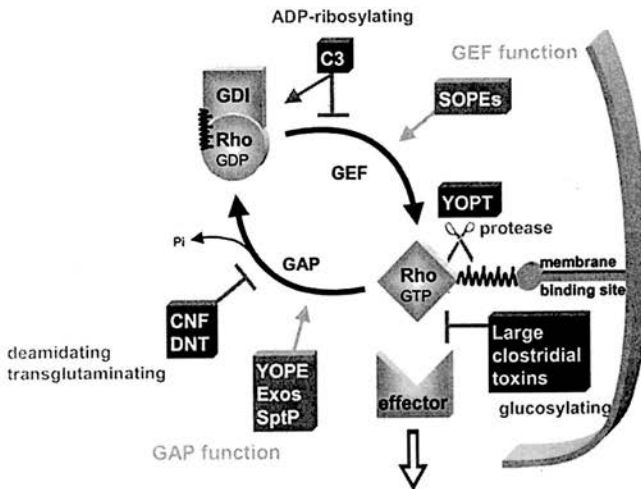 ADP-ribosylating
GEF function
C3
GDI
SOPEs
Rho
GDP
GEF
YOPT
protease
Pi
GAP
Rho
GTP
membrane
binding site
CNF
DNT
deamidating
transglutaminating
YOPE
Exos
SptP
Large
clostridial
toxins
effector
glucosylating
GAP function